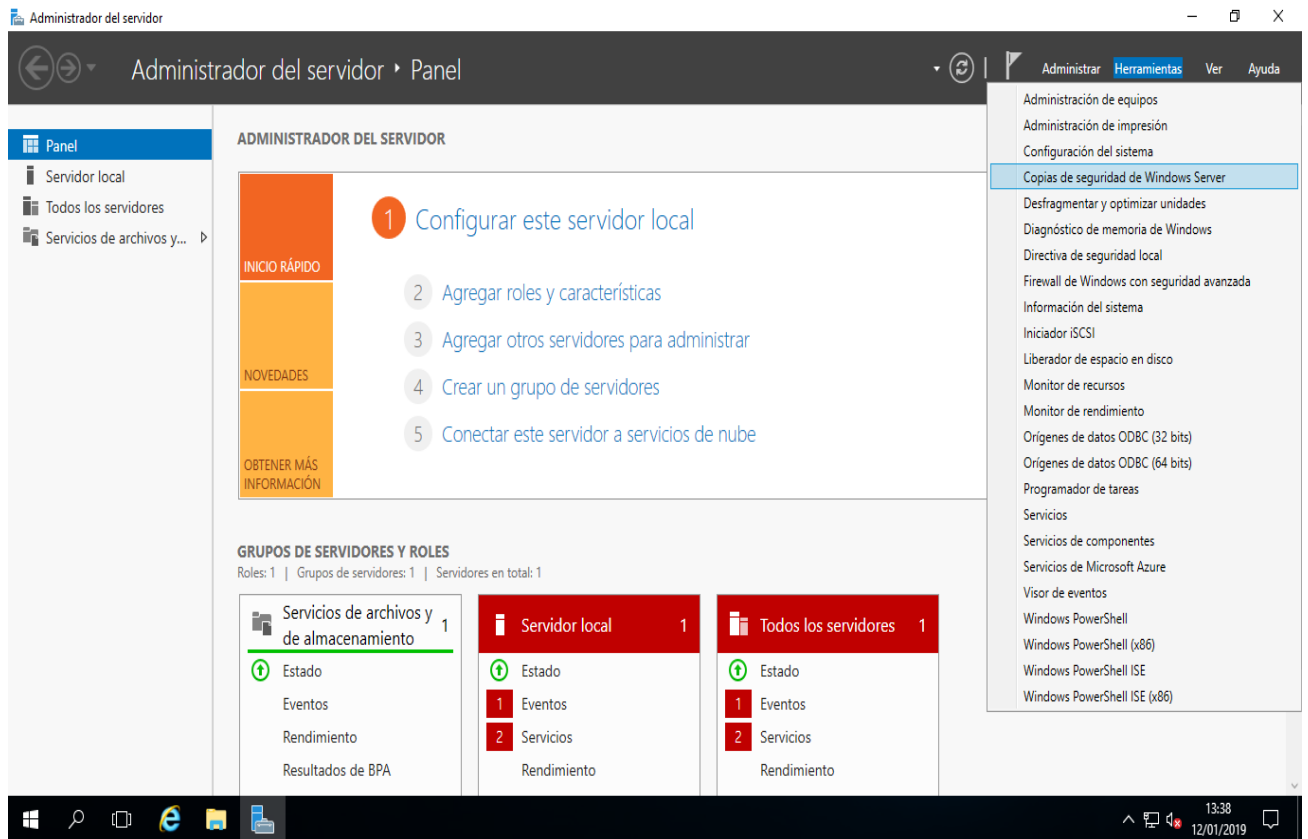 Administrador del servidor
Administrador del servidor ‣ Panel
Administrar Herramientas Ver Ayuda
Panel
Servidor local
Todos los servidores
Servicios de archivos y...
ADMINISTRADOR DEL SERVIDOR
INICIO RÁPIDO
NOVEDADES
OBTENER MÁS
INFORMACIÓN
1 Configurar este servidor local
2 Agregar roles y características
3 Agregar otros servidores para administrar
4 Crear un grupo de servidores
5 Conectar este servidor a servicios de nube
GRUPOS DE SERVIDORES Y ROLES
Roles: 1 | Grupos de servidores: 1 | Servidores en total: 1
Servicios de archivos y
de almacenamiento
1
Estado
Eventos
Rendimiento
Resultados de BPA
Servidor local 1
Estado
1 Eventos
2 Servicios
Rendimiento
Todos los servidores 1
Estado
1 Eventos
2 Servicios
Rendimiento
Administración de equipos
Administración de impresión
Configuración del sistema
Copias de seguridad de Windows Server
Desfragmentar y optimizar unidades
Diagnóstico de memoria de Windows
Directiva de seguridad local
Firewall de Windows con seguridad avanzada
Información del sistema
Iniciador iSCSI
Liberador de espacio en disco
Monitor de recursos
Monitor de rendimiento
Orígenes de datos ODBC (32 bits)
Orígenes de datos ODBC (64 bits)
Programador de tareas
Servicios
Servicios de componentes
Servicios de Microsoft Azure
Visor de eventos
Windows PowerShell
Windows PowerShell (x86)
Windows PowerShell ISE
Windows PowerShell ISE (x86)
13:38
12/01/2019